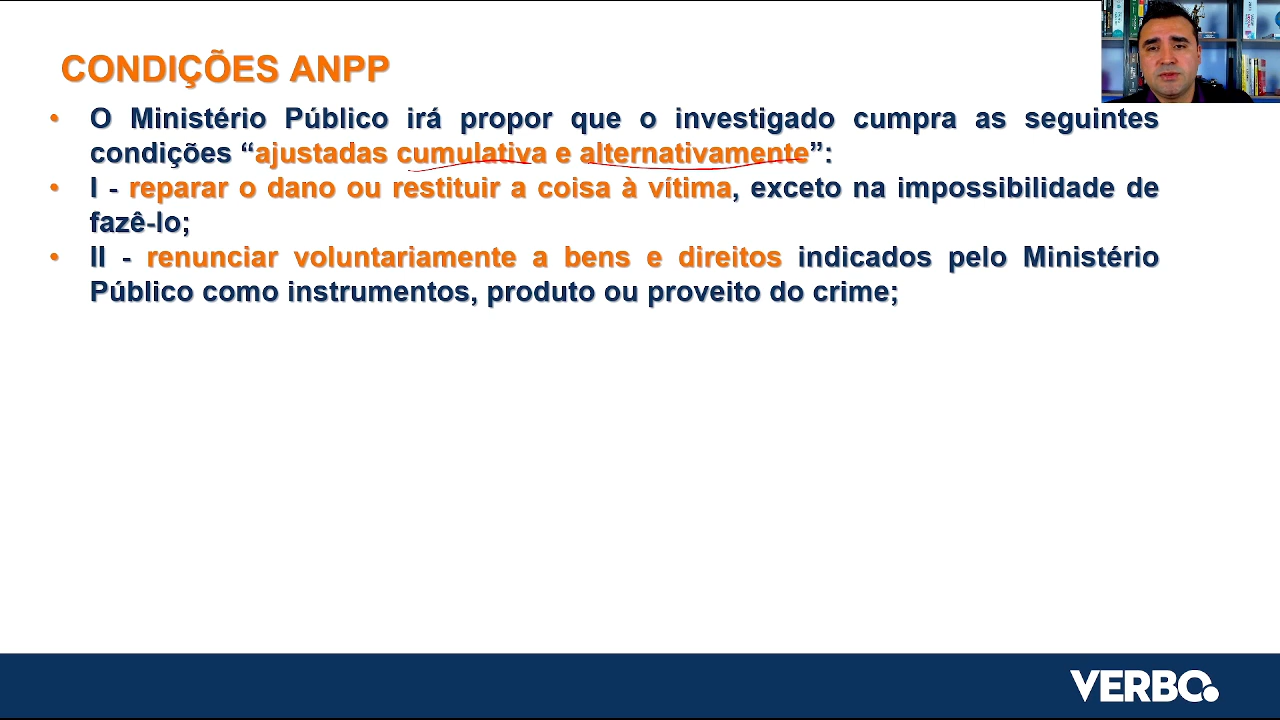 CONDIÇÕES ANPP
• O Ministério Público irá propor que o investigado cumpra as seguintes
condições “ajustadas cumulativa e alternativamente”:
• I - reparar o dano ou restituir a coisa à vítima, exceto na impossibilidade de
fazê-lo;
• II - renunciar voluntariamente a bens e direitos indicados pelo Ministério
Público como instrumentos, produto ou proveito do crime;
VERBO